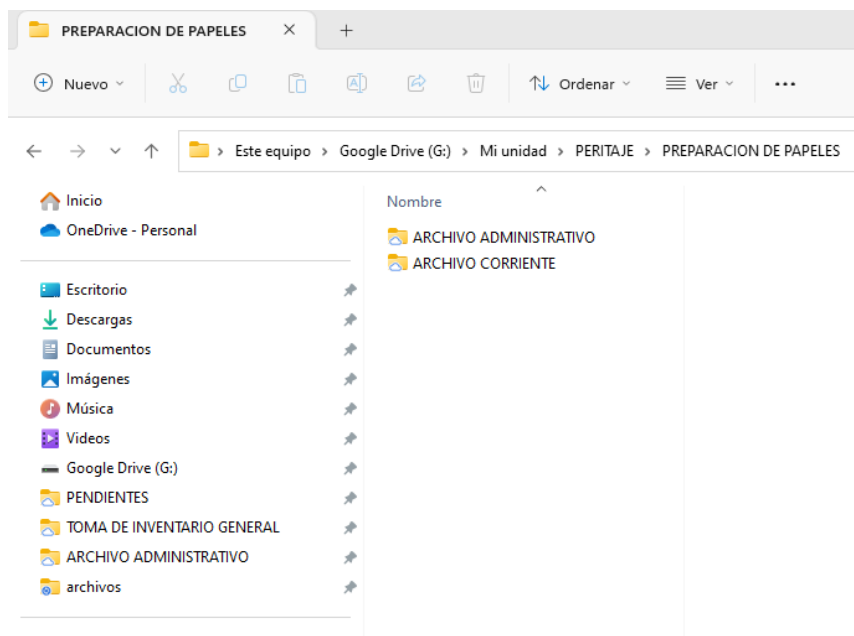 PREPARACION DE PAPELES
Nuevo
Ordenar
Ver
Este equipo > Google Drive (G:) > Mi unidad > PERITAJE > PREPARACION DE PAPELES
Inicio
OneDrive - Personal
Escritorio
Descargas
Documentos
Imágenes
Música
Videos
Google Drive (G:)
PENDIENTES
TOMA DE INVENTARIO GENERAL
ARCHIVO ADMINISTRATIVO
archivos
Nombre
ARCHIVO ADMINISTRATIVO
ARCHIVO CORRIENTE